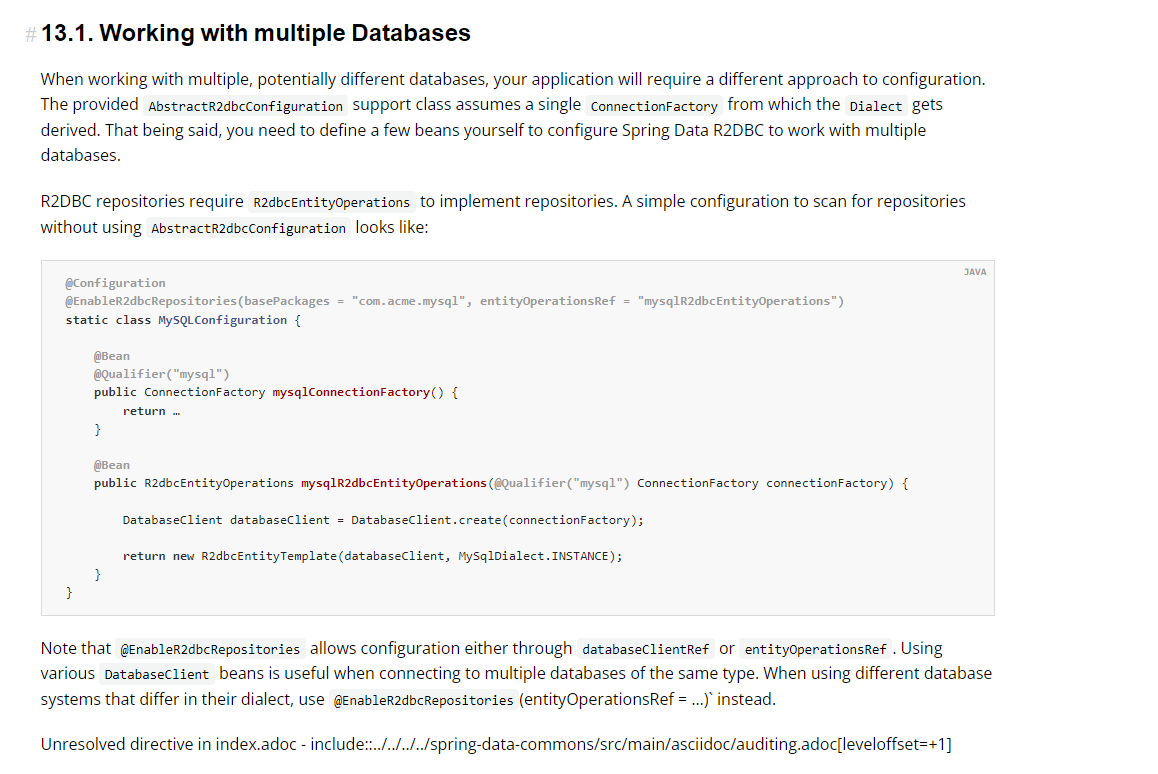 # 13.1. Working with multiple Databases
When working with multiple, potentially different databases, your application will require a different approach to configuration.
The provided AbstractR2dbcConfiguration support class assumes a single ConnectionFactory from which the Dialect gets
derived. That being said, you need to define a few beans yourself to configure Spring Data R2DBC to work with multiple
databases.
R2DBC repositories require R2dbcEntityOperations to implement repositories. A simple configuration to scan for repositories
without using AbstractR2dbcConfiguration looks like:
JAVA
@Configuration
@EnableR2dbcRepositories(basePackages = "com.acme.mysql", entityOperationsRef = "mysqlR2dbcEntityOperations")
static class MySQLConfiguration {
@Bean
@Qualifier("mysql")
public ConnectionFactory mysqlConnectionFactory() {
return …
}
@Bean
public R2dbcEntityOperations mysqlR2dbcEntityOperations(@Qualifier("mysql") ConnectionFactory connectionFactory) {
DatabaseClient databaseClient = DatabaseClient.create(connectionFactory);
return new R2dbcEntityTemplate(databaseClient, MySqlDialect.INSTANCE);
}
}
Note that @EnableR2dbcRepositories allows configuration either through databaseClientRef or entityOperationsRef . Using
various DatabaseClient beans is useful when connecting to multiple databases of the same type. When using different database
systems that differ in their dialect, use @EnableR2dbcRepositories (entityOperationsRef = …)` instead.
Unresolved directive in index.adoc - include::../../../../spring-data-commons/src/main/asciidoc/auditing.adoc[leveloffset=+1]